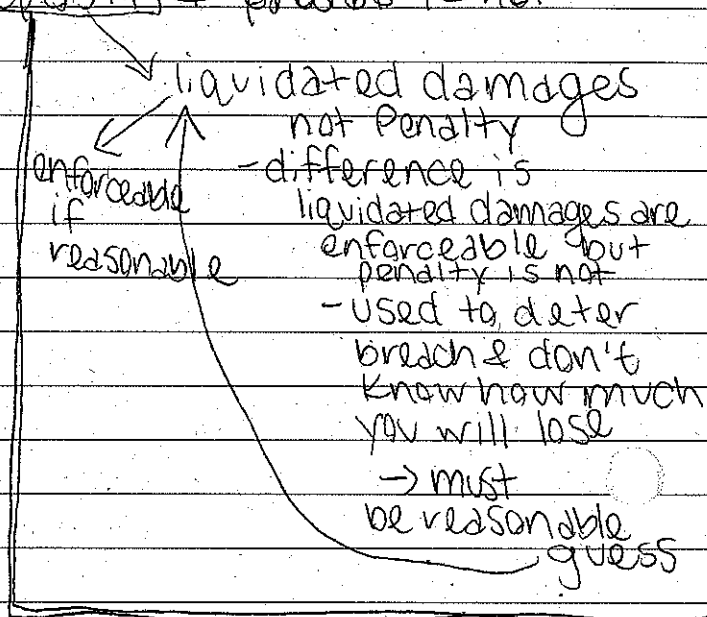 liquidated damages
not Penalty
enforceable
if
reasonable
- difference is
liquidated damages are
enforceable but
penalty is not
- used to deter
breach & don't
know how much
you will lose
→ must
be reasonable
guess